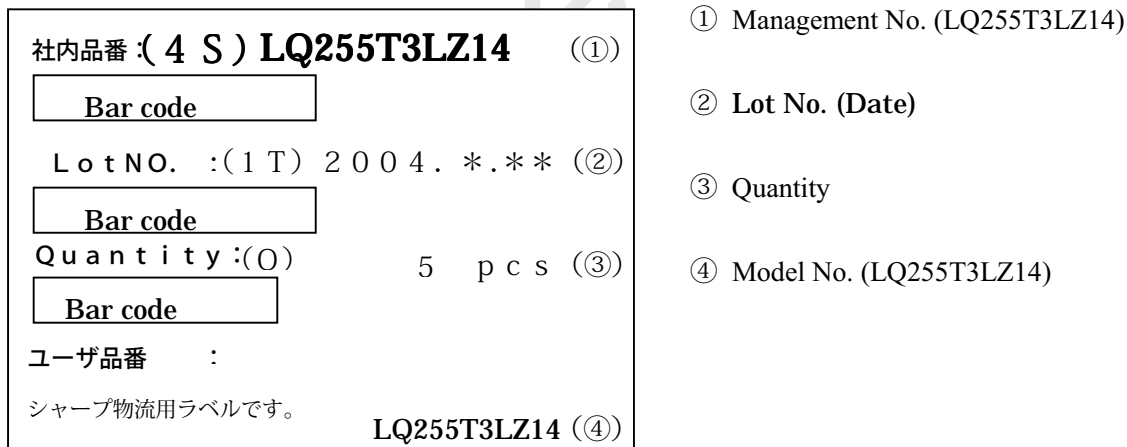 社内品番:(4S)LQ255T3LZ14 (①)
Bar code
LotNO. :(1T) 2004.*.** (②)
Bar code
Quantity:(Q) 5 pcs (③)
Bar code
ユーザ品番 :
シャープ物流用ラベルです。
LQ255T3LZ14 (④)
① Management No. (LQ255T3LZ14)
② Lot No. (Date)
③ Quantity
④ Model No. (LQ255T3LZ14)